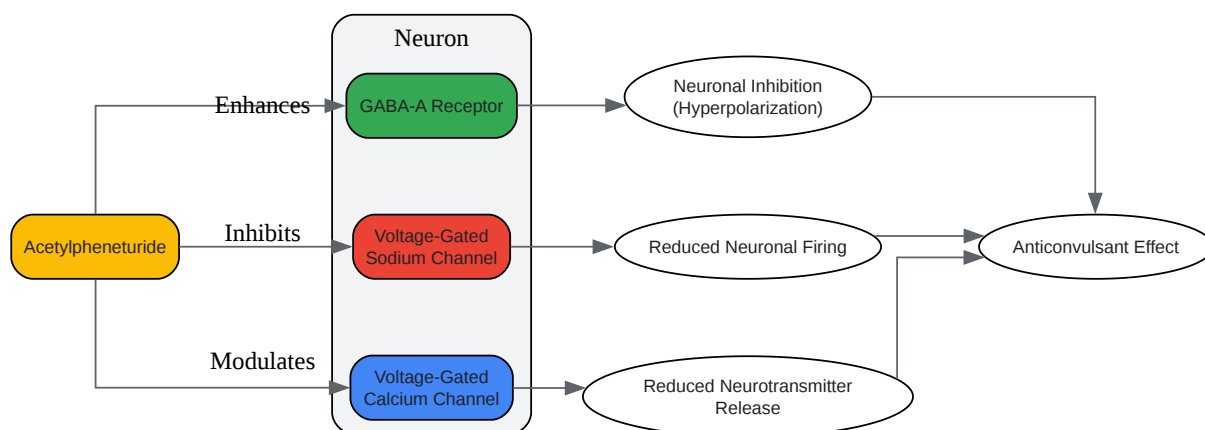 Neuron
Enhances
GABA-A Receptor
Neuronal Inhibition
(Hyperpolarization)
Acetylpheneturide
Inhibits
Voltage-Gated
Sodium Channel
Reduced Neuronal Firing
Anticonvulsant Effect
Modulates
Voltage-Gated
Calcium Channel
Reduced Neurotransmitter
Release